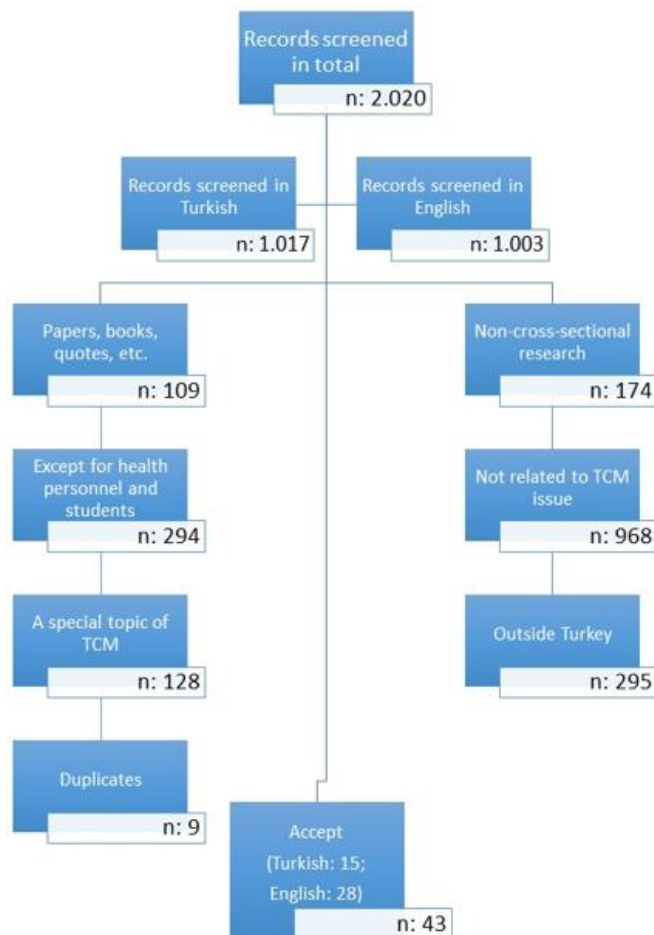 Records screened
in total
n: 2.020
Records screened in
Turkish
n: 1.017
Records screened in
English
n: 1.003
Papers, books,
quotes, etc.
n: 109
Non-cross-sectional
research
n: 174
Except for health
personnel and
students
n: 294
Not related to TCM
issue
n: 968
A special topic of
TCM
n: 128
Outside Turkey
n: 295
Duplicates
n: 9
Accept
(Turkish: 15;
English: 28)
n: 43